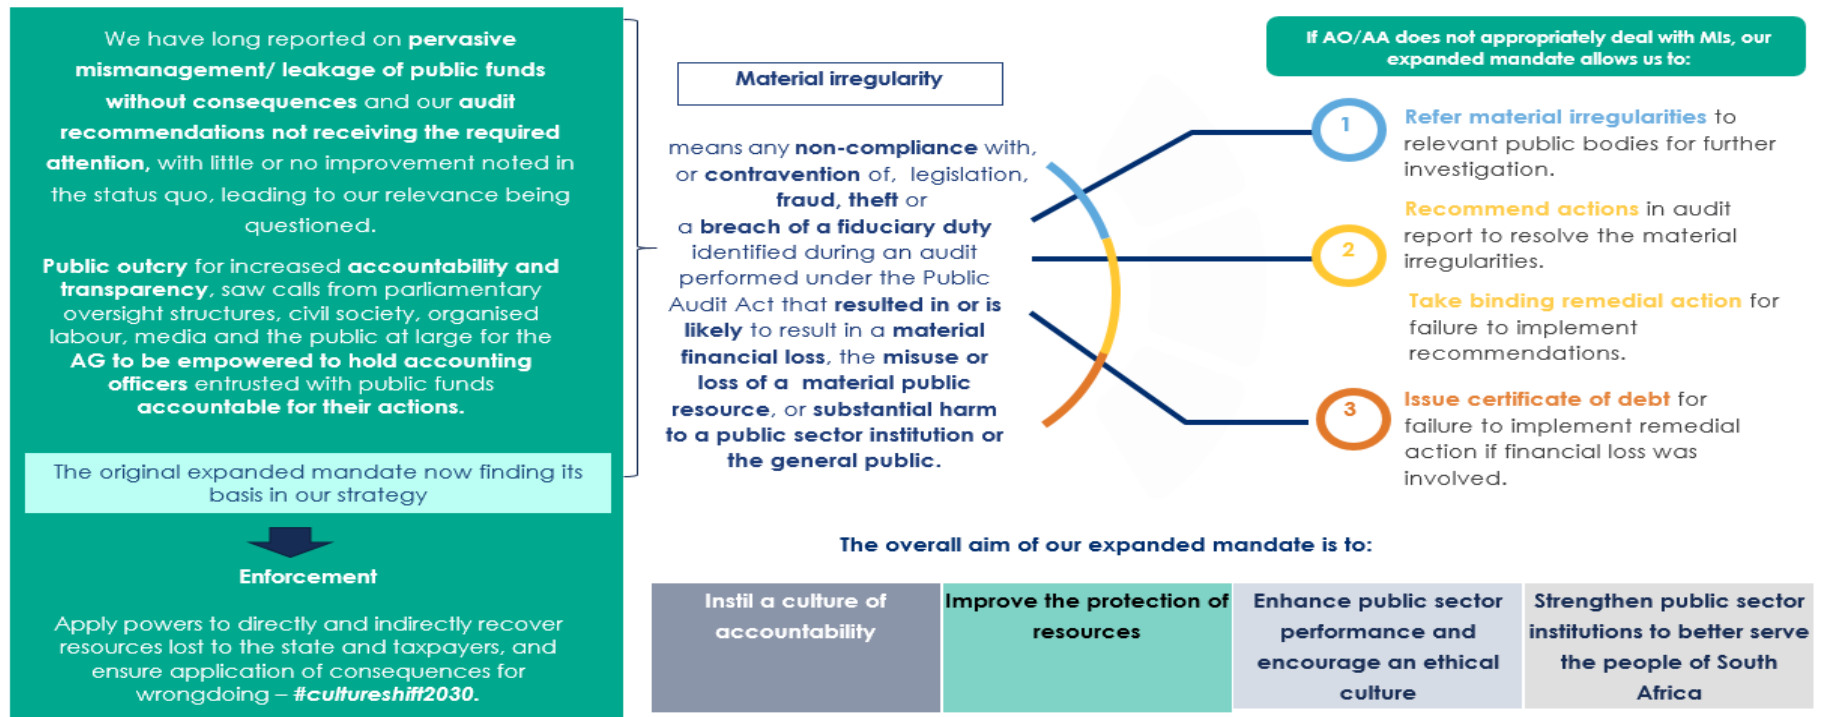 We have long reported on pervasive
mismanagement/ leakage of public funds
without consequences and our audit
recommendations not receiving the required
attention, with little or no improvement noted in
the status quo, leading to our relevance being
questioned.
Public outcry for increased accountability and
transparency, saw calls from parliamentary
oversight structures, civil society, organised
labour, media and the public at large for the
AG to be empowered to hold accounting
officers entrusted with public funds
accountable for their actions.
The original expanded mandate now finding its
basis in our strategy
Enforcement
Apply powers to directly and indirectly recover
resources lost to the state and taxpayers, and
ensure application of consequences for
wrongdoing – #cultureshift2030.
Material irregularity
means any non-compliance with,
or contravention of, legislation,
fraud, theft or
a breach of a fiduciary duty
identified during an audit
performed under the Public
Audit Act that resulted in or is
likely to result in a material
financial loss, the misuse or
loss of a material public
resource, or substantial harm
to a public sector institution or
the general public.
If AO/AA does not appropriately deal with MIs, our
expanded mandate allows us to:
1
Refer material irregularities to
relevant public bodies for further
investigation.
2
Recommend actions in audit
report to resolve the material
irregularities.
Take binding remedial action for
failure to implement
recommendations.
3
Issue certificate of debt for
failure to implement remedial
action if financial loss was
involved.
The overall aim of our expanded mandate is to:
Instil a culture of
accountability
Improve the protection of
resources
Enhance public sector
performance and
encourage an ethical
culture
Strengthen public sector
institutions to better serve
the people of South
Africa